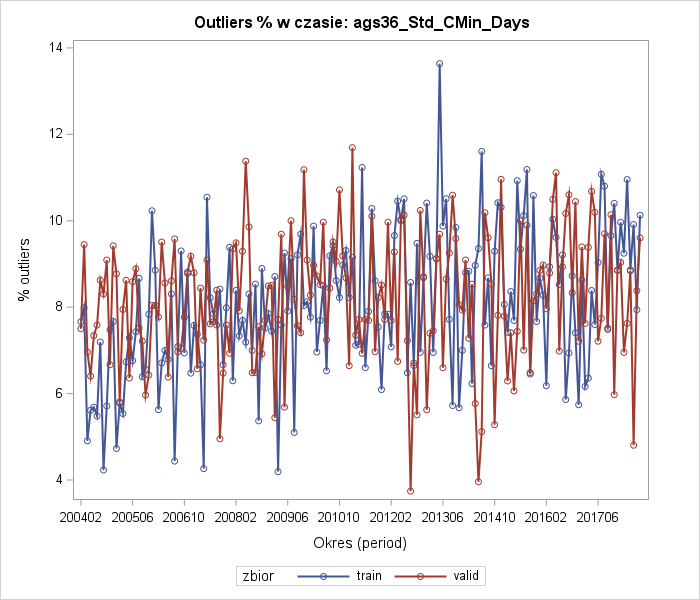 Outliers % w czasie: ags36_Std_CMin_Days
14
12
10
8
6
4
% outliers
200402 200506 200610 200802 200906 201010 201202 201306 201410 201602 201706
Okres (period)
zbior train valid